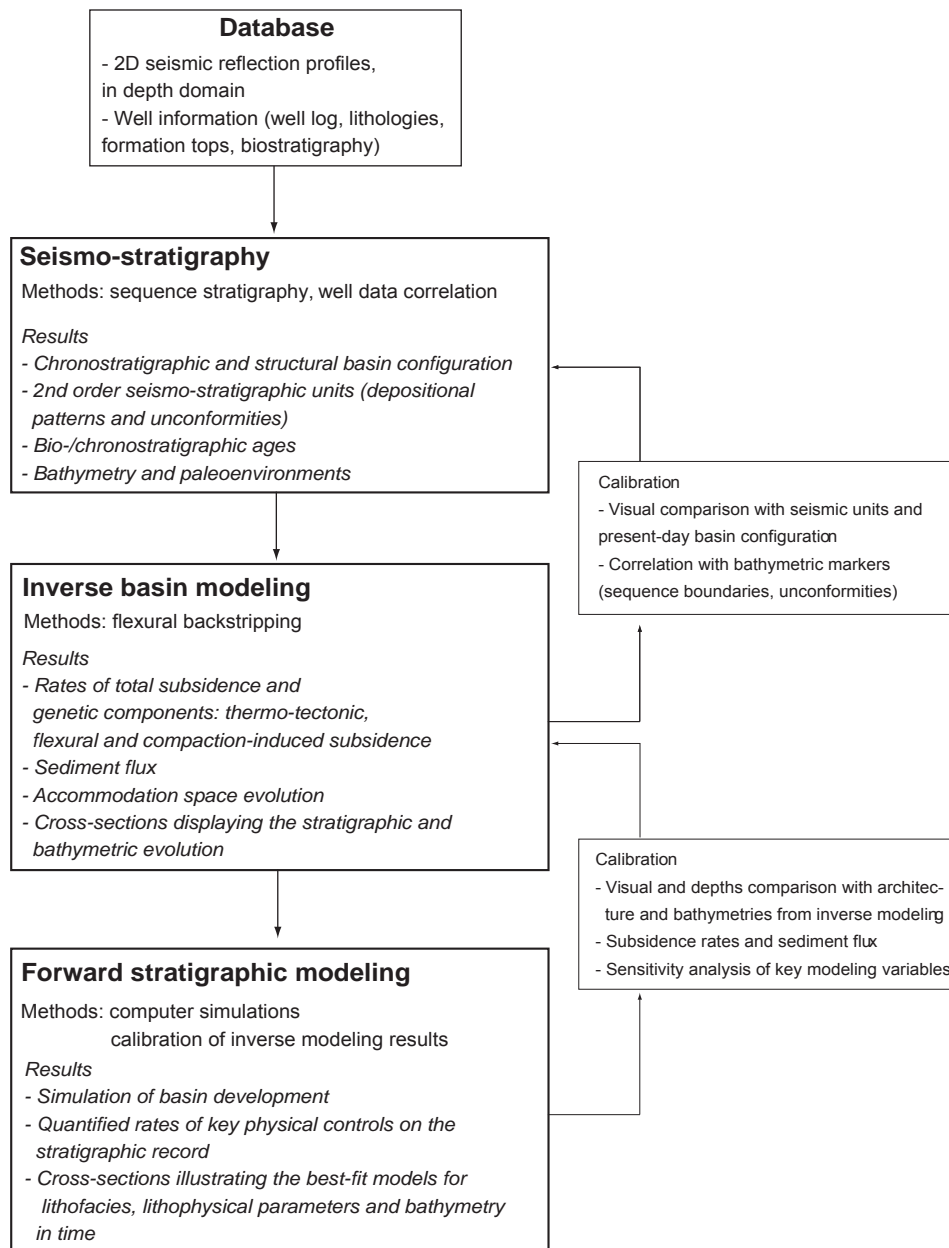 Database
- 2D seismic reflection profiles,
in depth domain
- Well information (well log, lithologies,
formation tops, biostratigraphy)
Seismo-stratigraphy
Methods: sequence stratigraphy, well data correlation
Results
- Chronostratigraphic and structural basin configuration
- 2nd order seismo-stratigraphic units (depositional
patterns and unconformities)
- Bio-/chronostratigraphic ages
- Bathymetry and paleoenvironments
Calibration
- Visual comparison with seismic units and
present-day basin configuration
- Correlation with bathymetric markers
(sequence boundaries, unconformities)
Inverse basin modeling
Methods: flexural backstripping
Results
- Rates of total subsidence and
genetic components: thermo-tectonic,
flexural and compaction-induced subsidence
- Sediment flux
- Accommodation space evolution
- Cross-sections displaying the stratigraphic and
bathymetric evolution
Calibration
- Visual and depths comparison with architec-
ture and bathymetries from inverse modeling
- Subsidence rates and sediment flux
- Sensitivity analysis of key modeling variables
Forward stratigraphic modeling
Methods: computer simulations
calibration of inverse modeling results
Results
- Simulation of basin development
- Quantified rates of key physical controls on the
stratigraphic record
- Cross-sections illustrating the best-fit models for
lithofacies, lithophysical parameters and bathymetry
in time